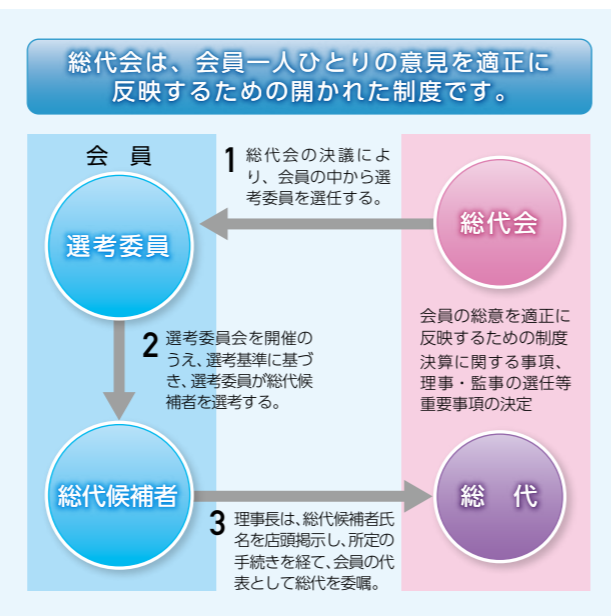 総代会は、会員一人ひとりの意見を適正に
反映するための開かれた制度です。
会 員
選考委員
1 総代会の決議によ
り、会員の中から選
考委員を選任する。
総代会
会員の総意を適正に
反映するための制度
決算に関する事項、
理事・監事の選任等
重要事項の決定
2 選考委員会を開催の
うえ、選考基準に基づ
き、選考委員が総代候
補者を選考する。
総代候補者
3 理事長は、総代候補者氏
名を店頭掲示し、所定の
手続きを経て、会員の代
表として総代を委嘱。
総 代